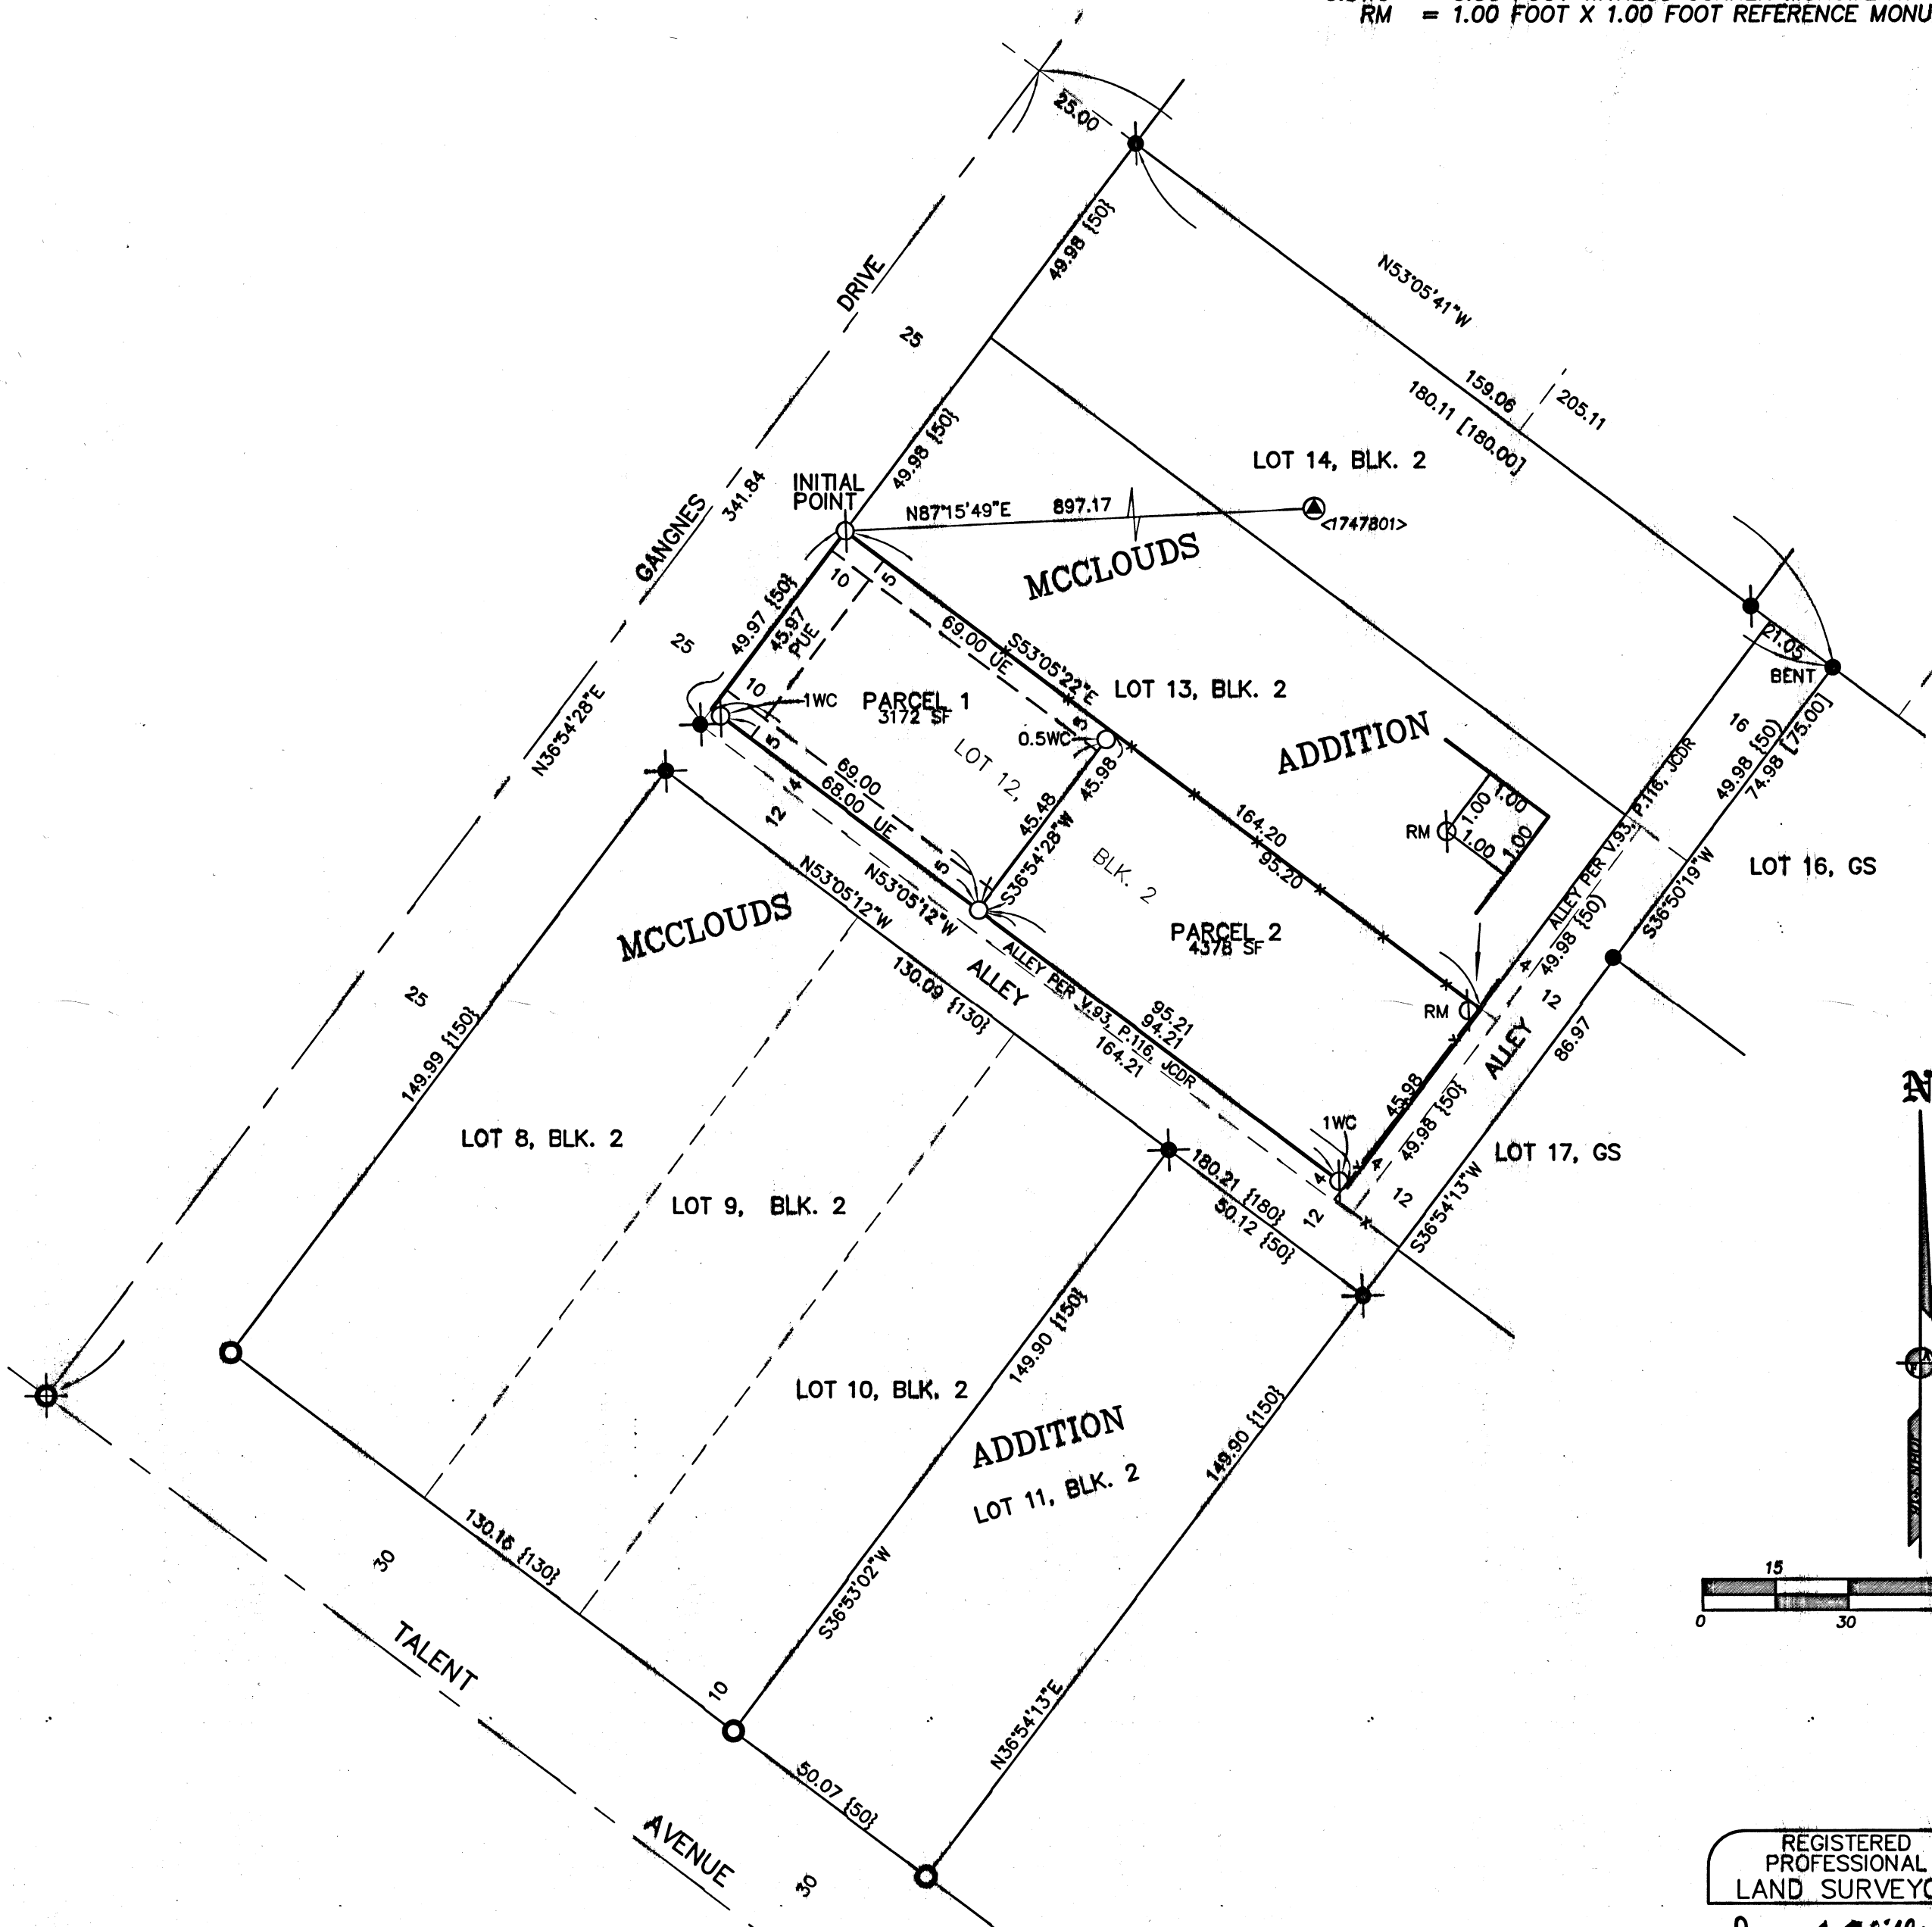 RM = 1.00 FOOT X 1.00 FOOT REFERENCE MONU
25.00
49.98 {50}
DRIVE
25
N53°05'41"W
159.06
205.11
180.11 [180.00]
49.98 {50}
LOT 14, BLK. 2
INITIAL
POINT
341.84
GANGNES
N87°15'49"E 897.17
<1747801>
MCCLOUDS
10
5
49.97 {50}
45.97
PUE
69.00 UE
S53°05'22"E
25
10
1WC
PARCEL 1
3172 SF
LOT 13, BLK. 2
21.05
BENT
N36°54'28"E
5
0.5WC
5
LOT 12,
ADDITION
16
49.98 {50}
74.98 [75.00]
ALLEY PER V.93, P.116, JCDR
4
12
69.00
68.00 UE
45.48
45.98
S36°54'28"W
164.20
95.20
1.00
1.00
RM
1.00
1.00
BLK. 2
5
LOT 16, GS
N53°05'12"W
N53°05'12"W
MCCLOUDS
PARCEL 2
4378 SF
S36°50'19"W
49.98 {50}
4
12
25
130.09 {130}
ALLEY
ALLEY PER V.93, P.116, JCDR
95.21
94.21
164.21
RM
ALLEY
86.97
149.99 {150}
45.98
49.98 {50}
N
LOT 8, BLK. 2
1WC
4
4
LOT 17, GS
180.21 {180}
50.12 {50}
12
12
S36°54'13"W
LOT 9, BLK. 2
149.90 {150}
LOT 10, BLK. 2
149.90 {150}
ADDITION
LOT 11, BLK. 2
130.16 {130}
30
S36°53'02"W
15
0
30
TALENT
10
N36°54'13"E
50.07 {50}
AVENUE
30
REGISTERED
PROFESSIONAL
LAND SURVEYO